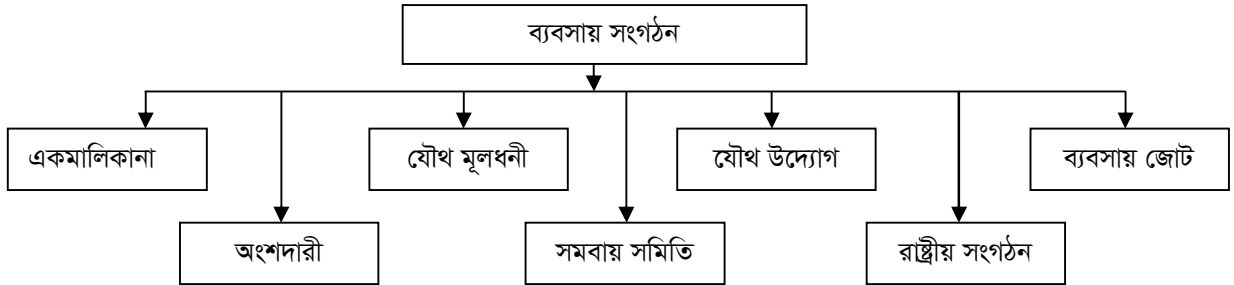 ব্যবসায় সংগঠন
একমালিকানা
যৌথ মূলধনী
যৌথ উদ্যোগ
ব্যবসায় জোট
অংশদারী
সমবায় সমিতি
রাষ্ট্রীয় সংগঠন